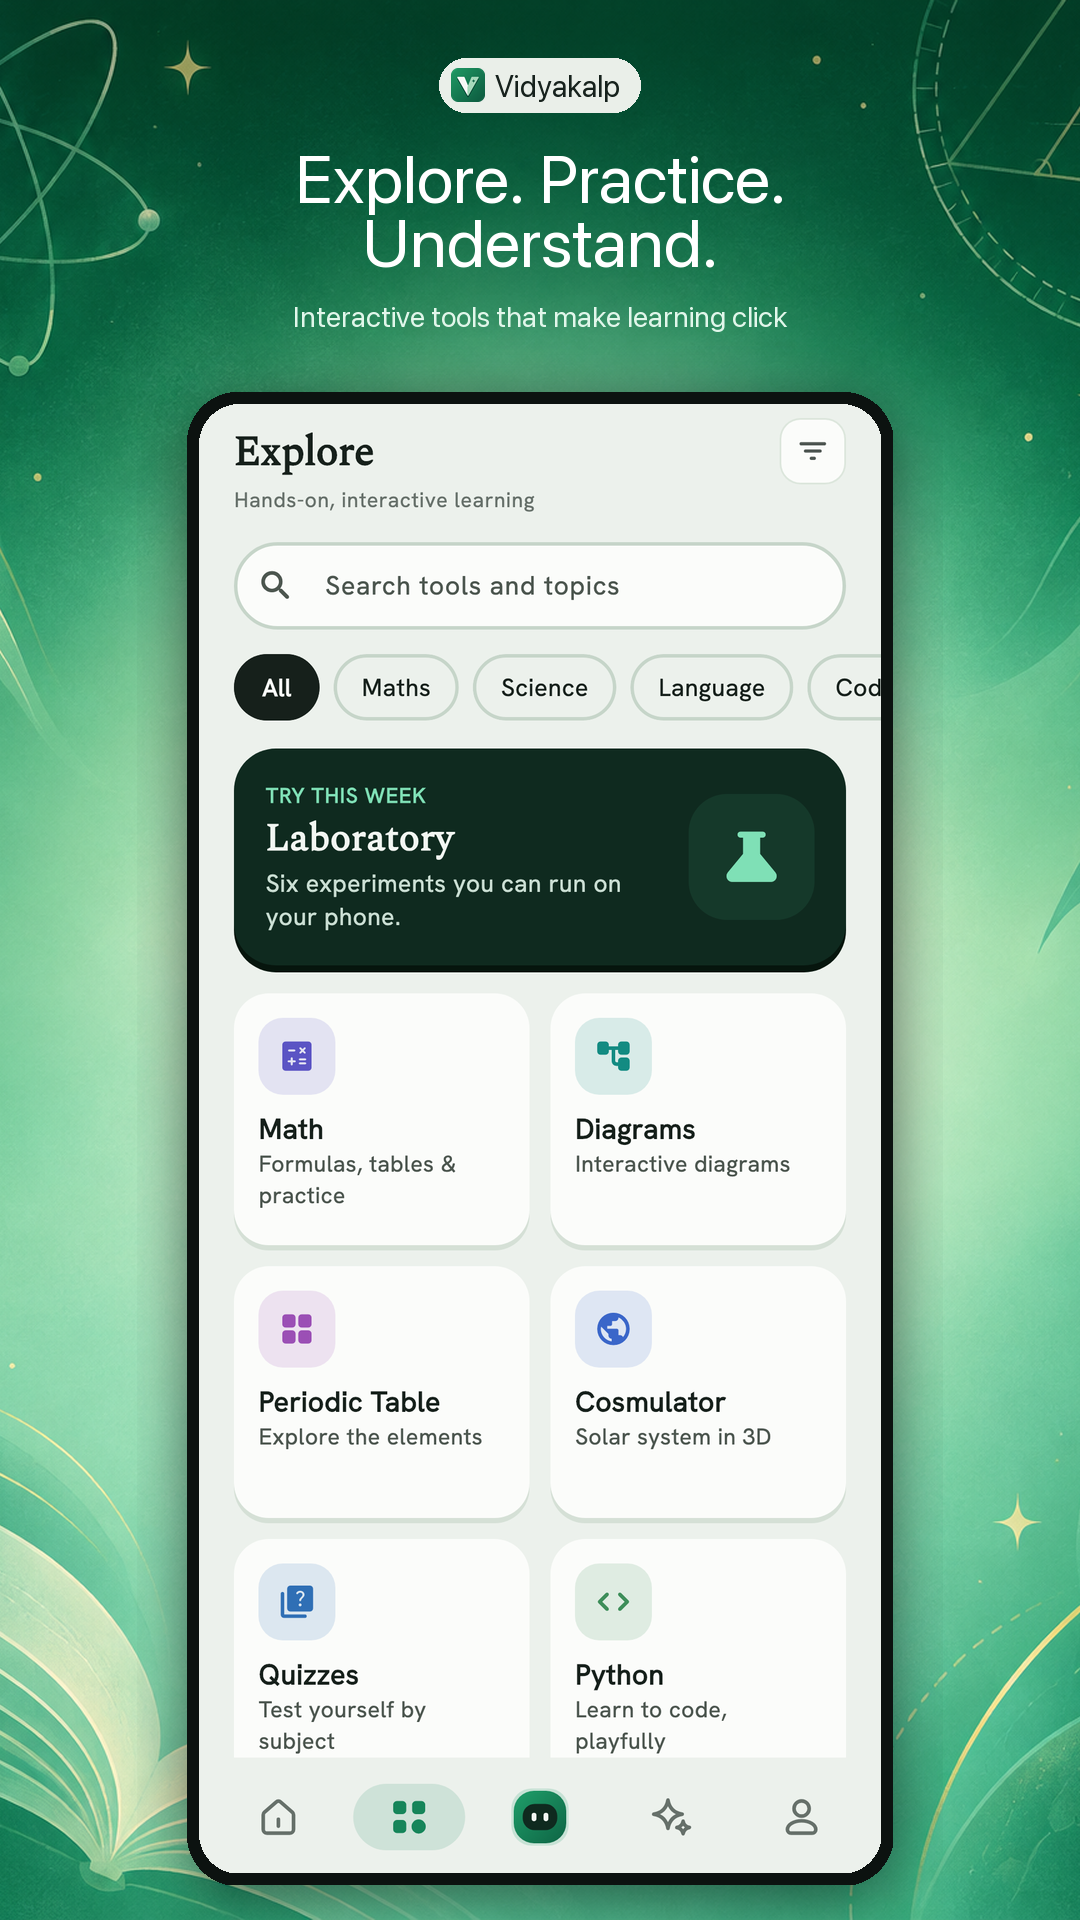 Vidyakalp
Explore. Practice.
Understand.
Interactive tools that make learning click
Explore
Hands-on, interactive learning
Search tools and topics
All
Maths
Science
Language
Cod
TRY THIS WEEK
Laboratory
Six experiments you can run on
your phone.
Math
Formulas, tables &
practice
Diagrams
Interactive diagrams
Periodic Table
Explore the elements
Cosmulator
Solar system in 3D
Quizzes
Test yourself by
subject
Python
Learn to code,
playfully